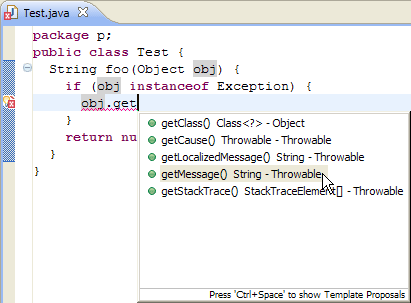 Test.java
package p;
public class Test {
String foo(Object obj) {
if (obj instanceof Exception) {
obj.get
}
return nu
}
}
getClass() Class<?> - Object
getCause() Throwable - Throwable
getLocalizedMessage() String - Throwable
getMessage() String - Throwable
getStackTrace() StackTraceElement[] - Throwable
Press 'Ctrl+Space' to show Template Proposals